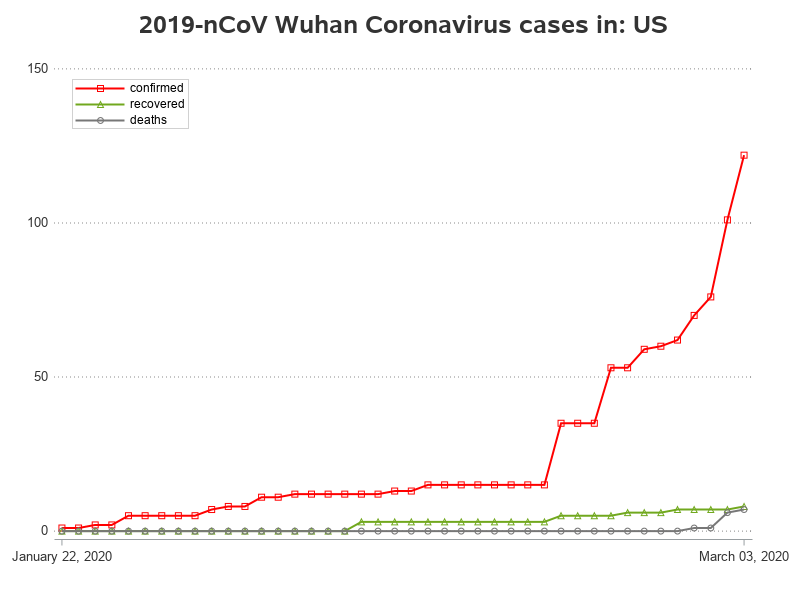 2019-nCoV Wuhan Coronavirus cases in: US
150
confirmed
recovered
deaths
100
50
0
January 22, 2020
March 03, 2020